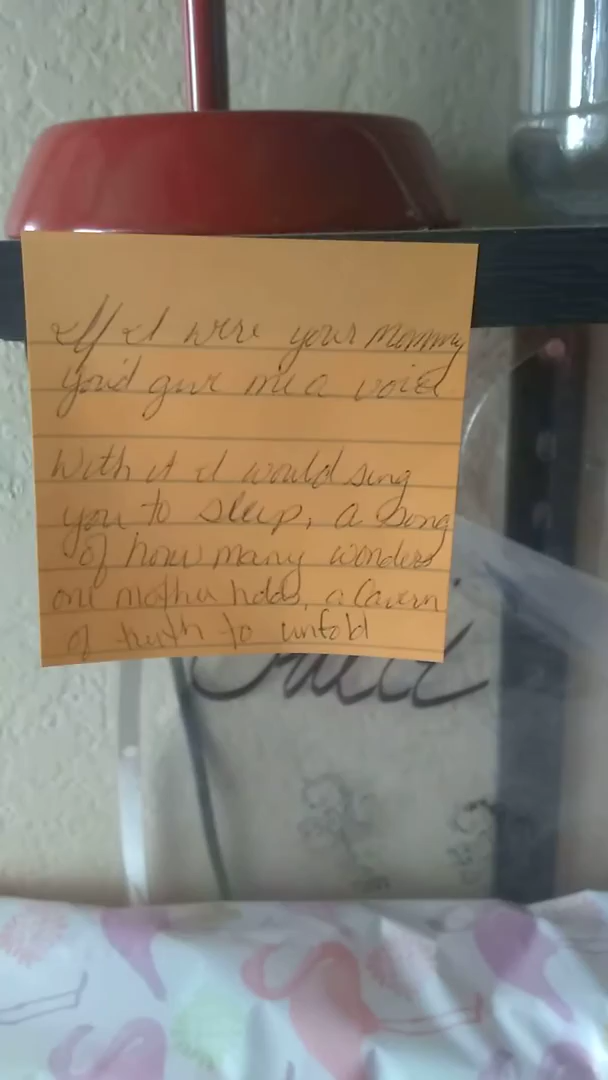 If I were your mommy
you'd give me a voice
With it I would sing
you to sleep, a song
of how many wonders
one mother holds, a Cavern
of truth to unfold